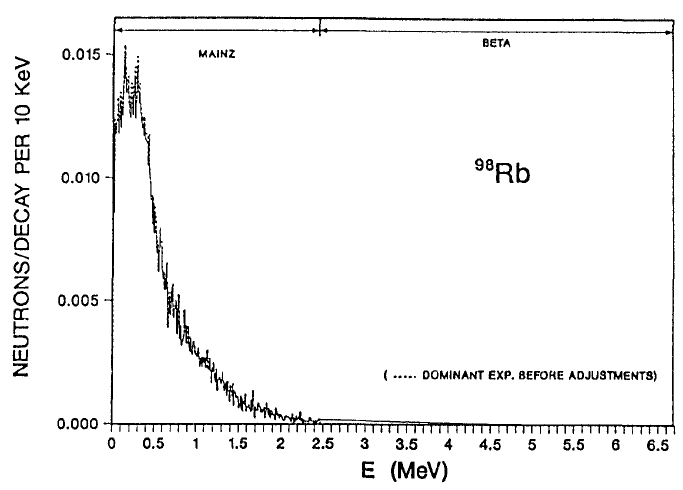 MAINZ
BETA
NEUTRONS/DECAY PER 10 KeV
0.015
0.010
0.005
0.000
⁹⁸Rb
( ---- DOMINANT EXP. BEFORE ADJUSTMENTS)
0 0.5 1 1.5 2 2.5 3 3.5 4 4.5 5 5.5 6 6.5
E (MeV)